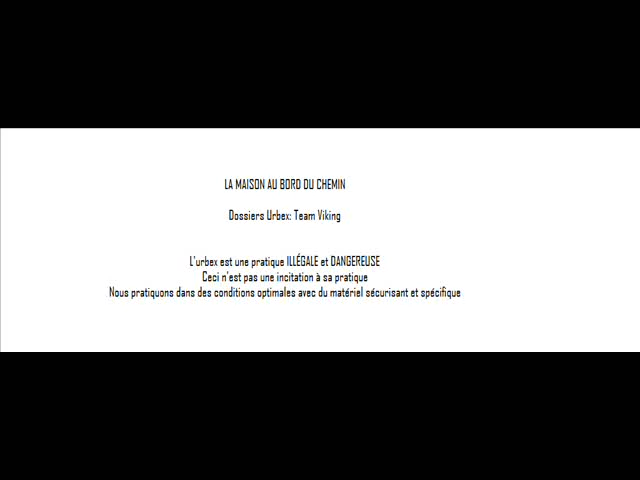 LA MAISON AU BORD DU CHEMIN
Dossiers Urbex: Team Viking
L'urbex est une pratique ILLÉGALE et DANGEREUSE
Ceci n'est pas une incitation à sa pratique
Nous pratiquons dans des conditions optimales avec du matériel sécurisant et spécifique